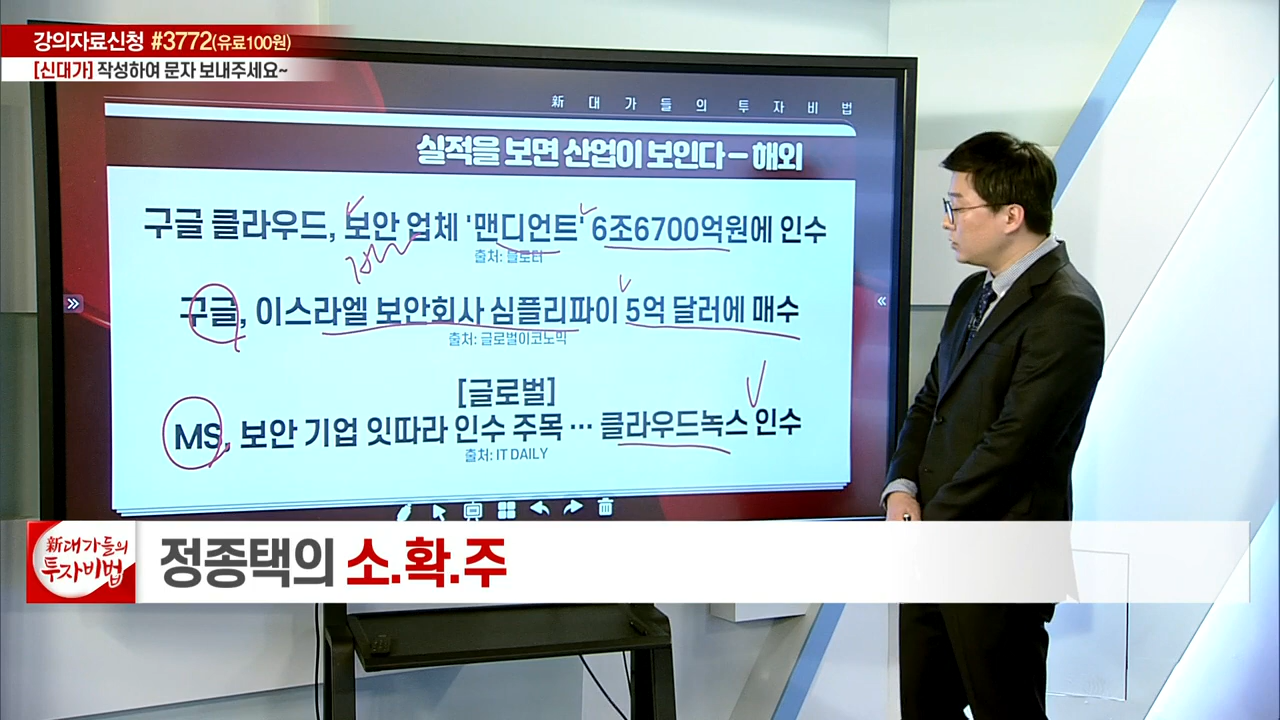 강의자료신청 #3772(유료100원)
[신대가] 작성하여 문자 보내주세요~
新 대 가 들 의 투 자 비 법
실적을 보면 산업이 보인다 - 해외
구글 클라우드, 보안 업체 '맨디언트' 6조6700억원에 인수
출처: 블로터
구글, 이스라엘 보안회사 심플리파이 5억 달러에 매수
출처: 글로벌이코노믹
[글로벌]
MS, 보안 기업 잇따라 인수 주목… 클라우드녹스 인수
출처: IT DAILY
新대가들의
투자비법
정종택의 소.확.주